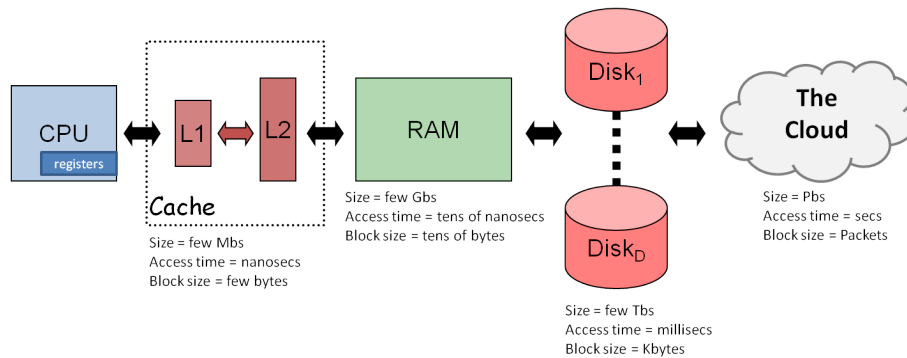 CPU
registers
L1
L2
Cache
Size = few Mbs
Access time = nanosecs
Block size = few bytes
RAM
Size = few Gbs
Access time = tens of nanosecs
Block size = tens of bytes
Disk1
DiskD
Size = few Tbs
Access time = millisecs
Block size = Kbytes
The
Cloud
Size = Pbs
Access time = secs
Block size = Packets